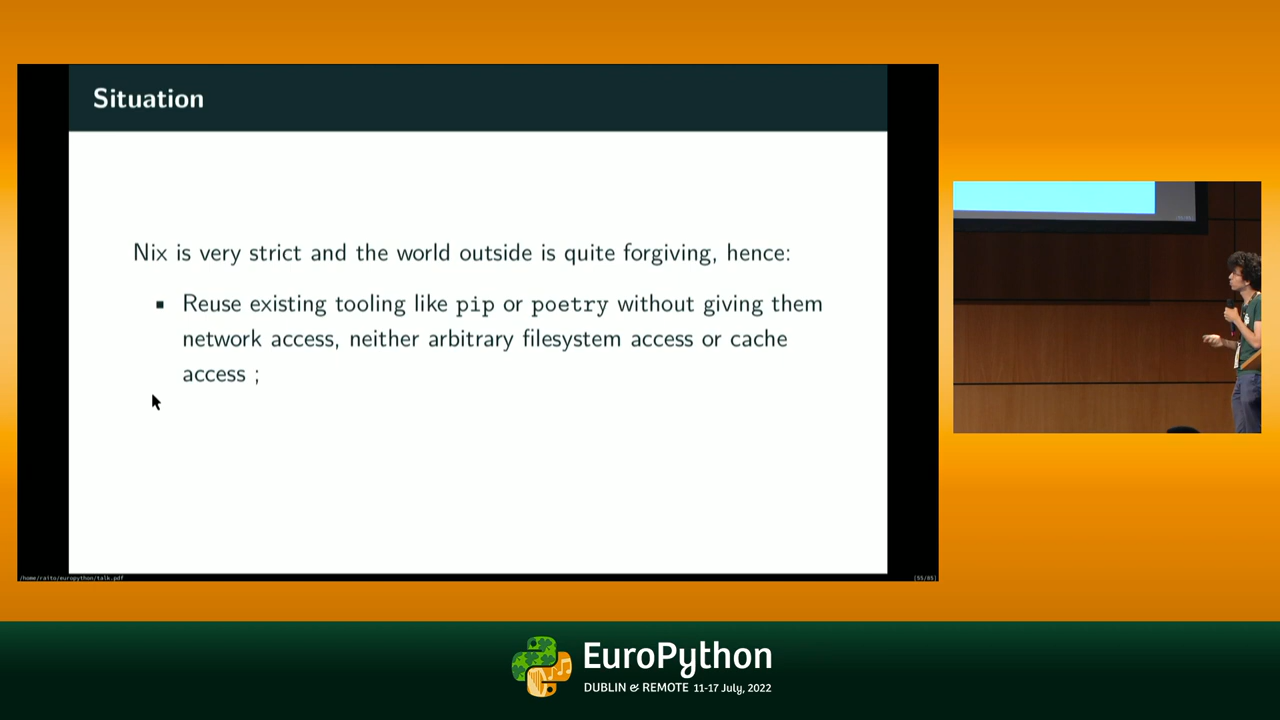 Situation
Nix is very strict and the world outside is quite forgiving, hence:
Reuse existing tooling like pip or poetry without giving them
network access, neither arbitrary filesystem access or cache
access ;
/home/raito/europython/talk.pdf
[55/85]
EuroPython
DUBLIN & REMOTE 11-17 July, 2022